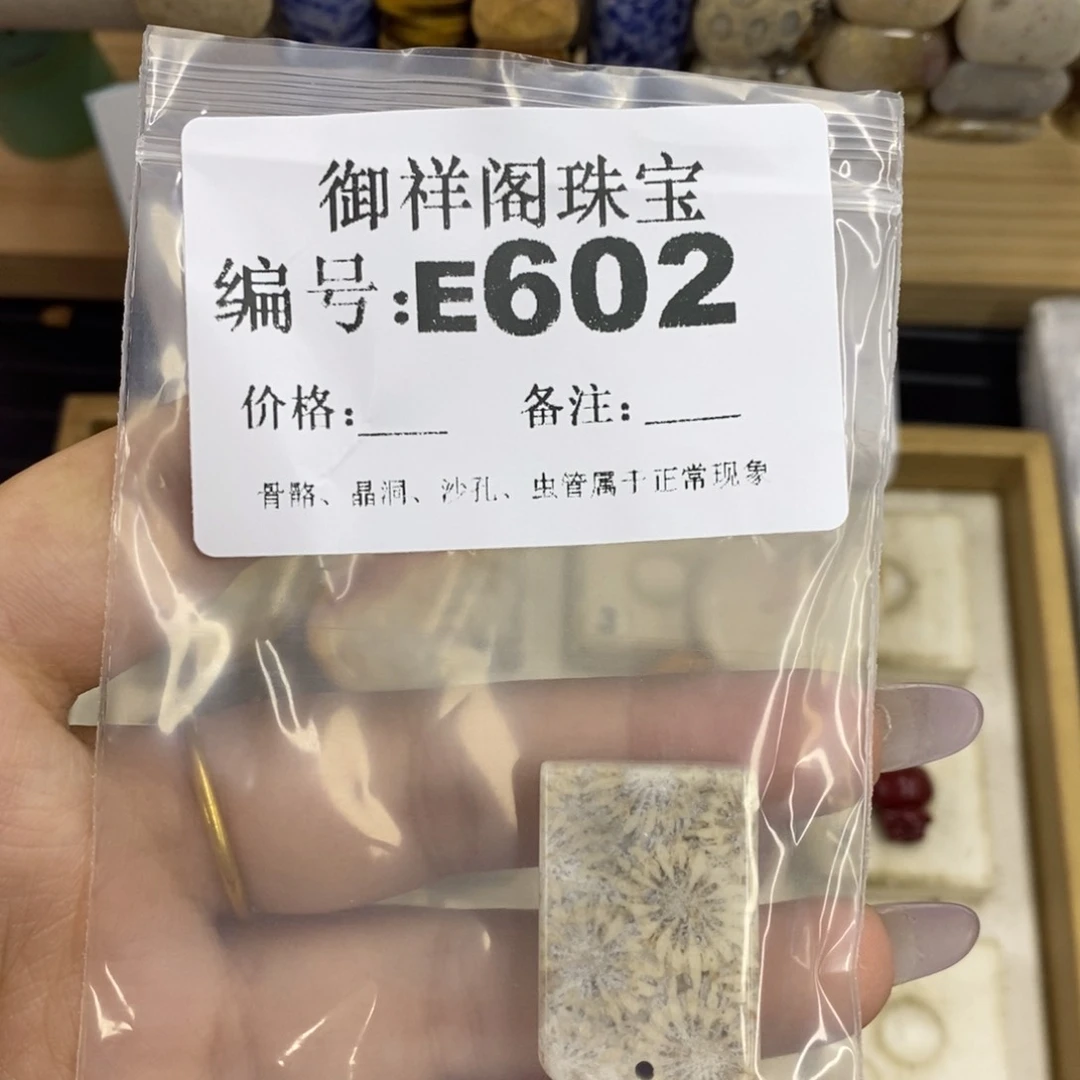 御祥阁珠宝
编号:E602
价格:____ 备注:____
骨骼、晶洞、沙孔、虫管属于正常现象